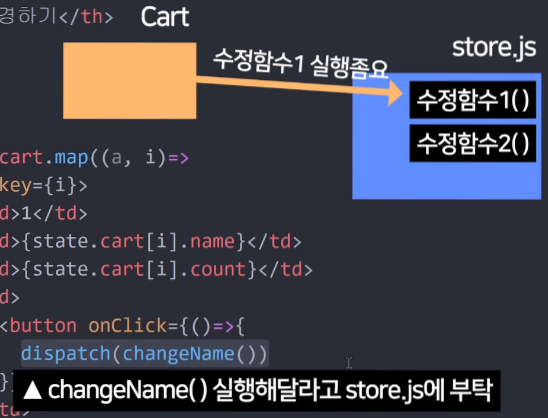 경하기</th>
Cart
store.js
수정함수1 실행좀요
수정함수1()
수정함수2()
cart.map((a, i)=>
key={i}>
d>1</td>
d>{state.cart[i].name}</td>
d>{state.cart[i].count}</td>
d>
<button onClick={()=>{
dispatch(changeName())
}
▲ changeName( ) 실행해달라고 store.js에 부탁
td>